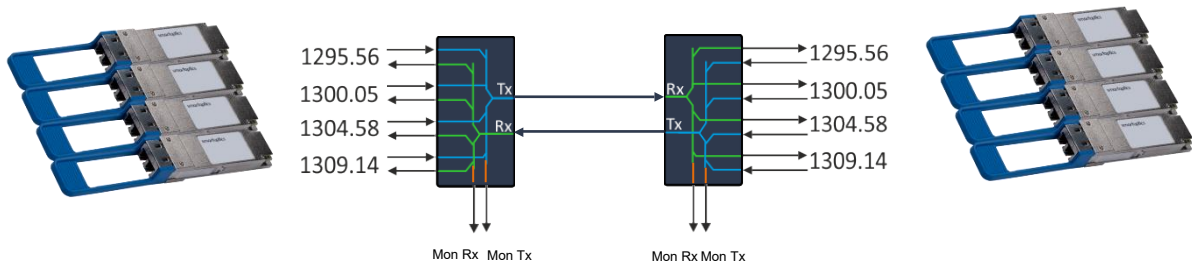 1295.56
1300.05
1304.58
1309.14
Tx
Rx
Mon Rx Mon Tx
Rx
Tx
1295.56
1300.05
1304.58
1309.14
Mon Rx Mon Tx